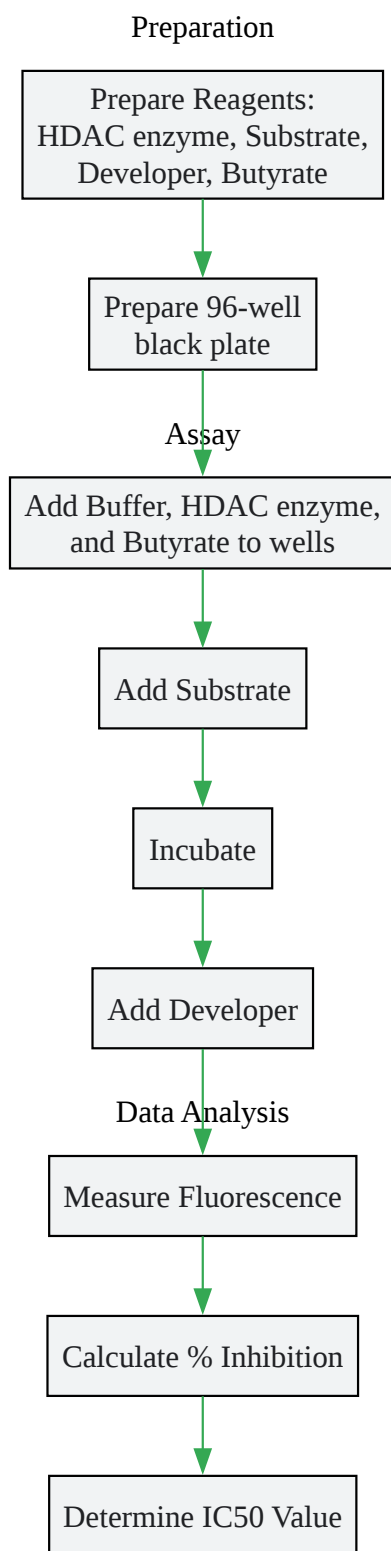 Preparation
Prepare Reagents:
HDAC enzyme, Substrate,
Developer, Butyrate
Prepare 96-well
black plate
Assay
Add Buffer, HDAC enzyme,
and Butyrate to wells
Add Substrate
Incubate
Add Developer
Data Analysis
Measure Fluorescence
Calculate % Inhibition
Determine IC50 Value